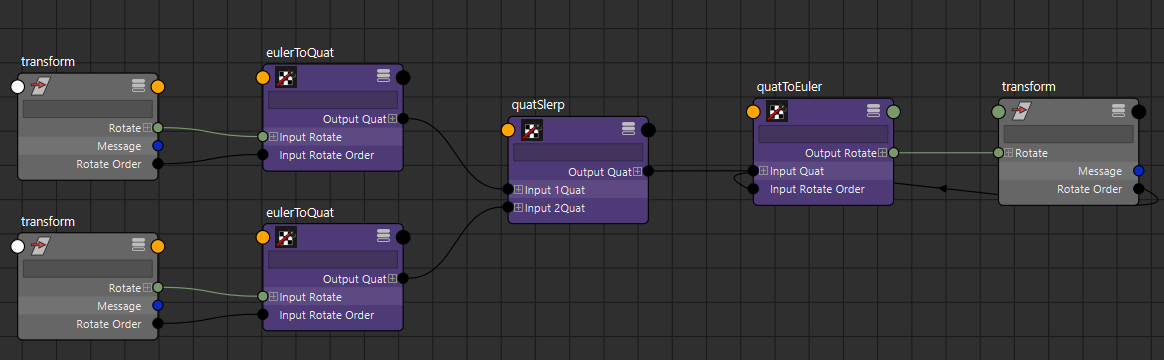 transform
Rotate
Message
Rotate Order
eulerToQuat
Output Quat
Input Rotate
Input Rotate Order
transform
Rotate
Message
Rotate Order
eulerToQuat
Output Quat
Input Rotate
Input Rotate Order
quatSlerp
Output Quat
Input 1Quat
Input 2Quat
quatToEuler
Output Rotate
Input Quat
Input Rotate Order
transform
Rotate
Message
Rotate Order